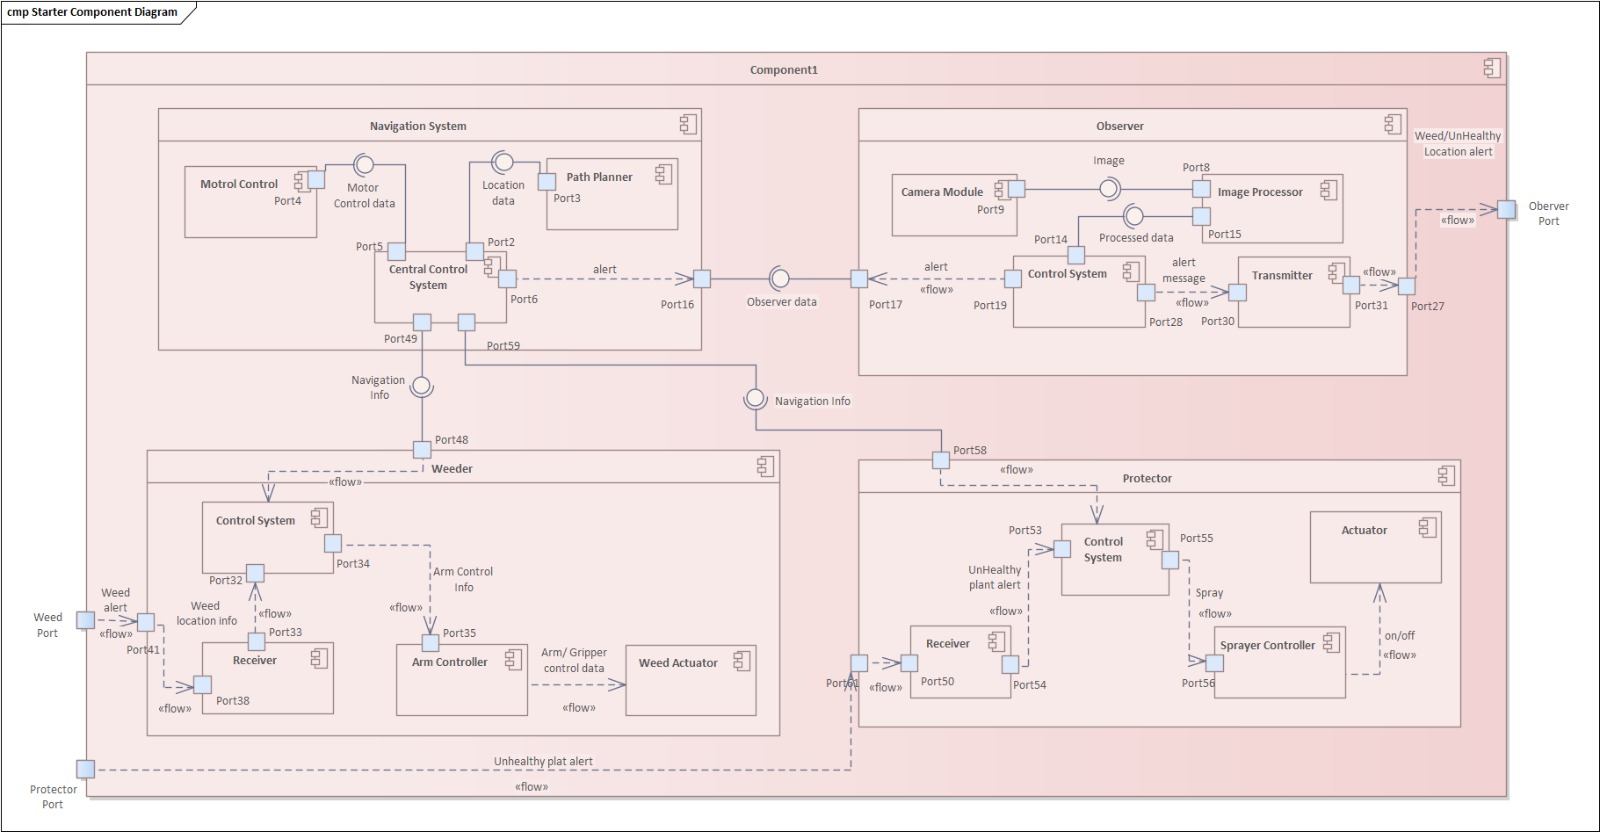 cmp Starter Component Diagram
Component1
Navigation System
Motrol Control
Port4
Motor
Control data
Location
data
Path Planner
Port3
Port5
Port2
Central Control
System
Port6
alert
Port16
Port49
Port59
Observer data
Observer
Image
Camera Module
Port9
Port8
Image Processor
Processed data
Port15
Port14
Control System
alert
«flow»
Port17
Port19
alert
message
«flow»
Port28
Port30
Transmitter
«flow»
Port31
Port27
Weed/UnHealthy
Location alert
«flow»
Oberver
Port
Navigation
Info
Navigation Info
Port48
Weeder
«flow»
Control System
Port34
Port32
Arm Control
Info
«flow»
Weed
location info
«flow»
Port33
Weed
alert
«flow»
Weed
Port
Port41
Receiver
Port38
«flow»
Port35
Arm Controller
Arm/ Gripper
control data
«flow»
Weed Actuator
Port58
«flow»
Protector
Port53
Control
System
Port55
Actuator
UnHealthy
plant alert
«flow»
Spray
«flow»
Receiver
Port50
Port54
Port61
«flow»
Sprayer Controller
Port56
on/off
«flow»
Unhealthy plat alert
«flow»
Protector
Port